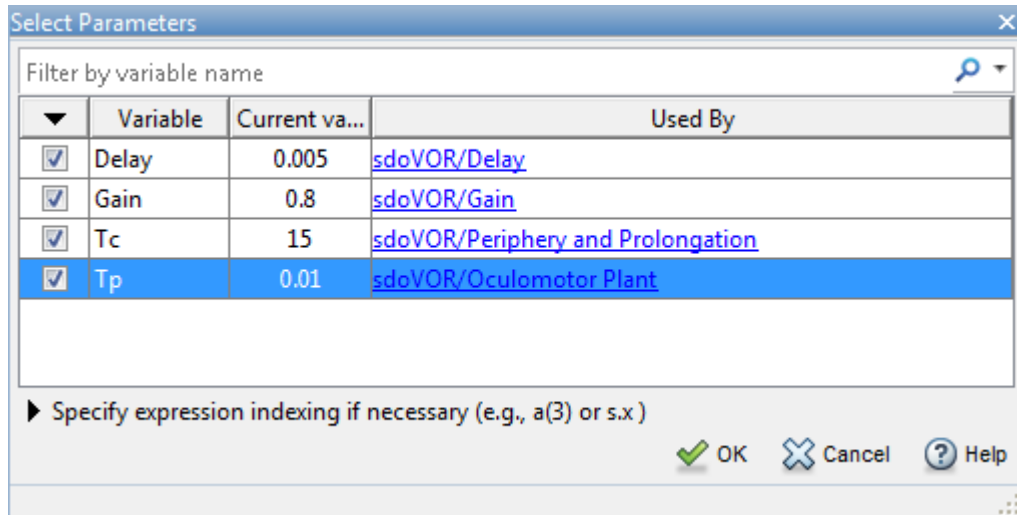 Select Parameters
Filter by variable name
Variable Current va... Used By
Delay 0.005 sdoVOR/Delay
Gain 0.8 sdoVOR/Gain
Tc 15 sdoVOR/Periphery and Prolongation
Tp 0.01 sdoVOR/Oculomotor Plant
Specify expression indexing if necessary (e.g., a(3) or s.x )
OK Cancel Help